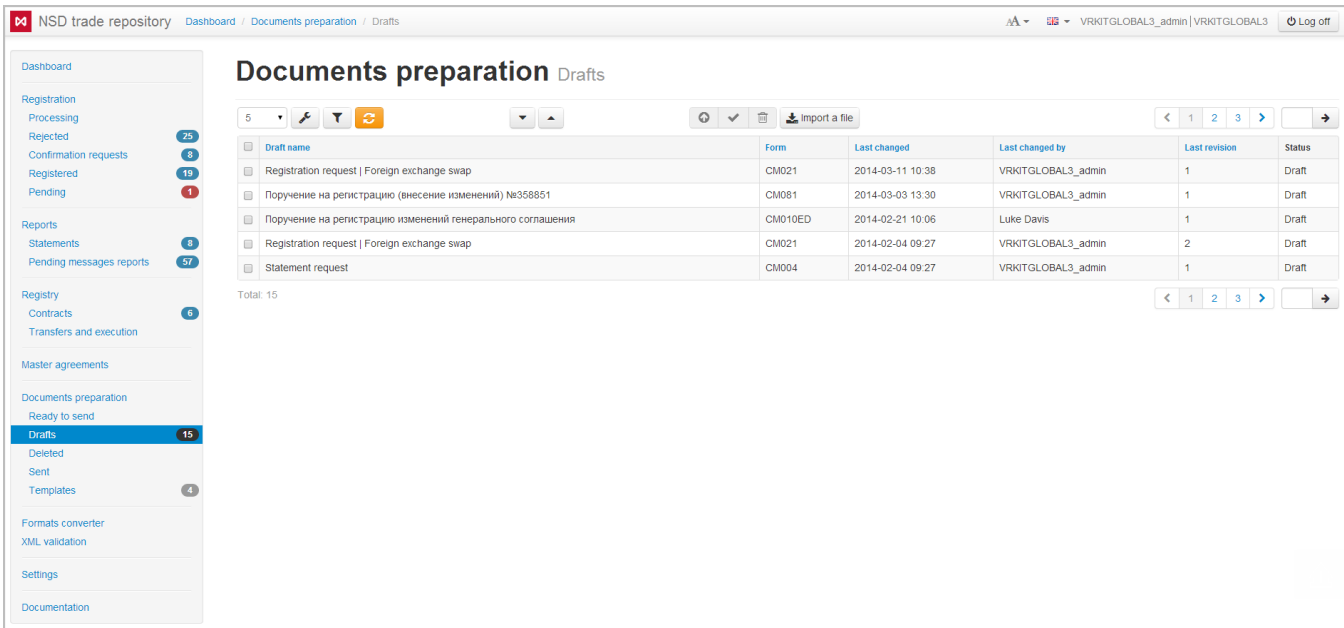 NSD trade repository Dashboard / Documents preparation / Drafts AA VRKITGLOBAL3_admin | VRKITGLOBAL3 Log off
Dashboard
Registration
Processing
Rejected 25
Confirmation requests 8
Registered 19
Pending 1
Reports
Statements 8
Pending messages reports 57
Registry
Contracts 6
Transfers and execution
Master agreements
Documents preparation
Ready to send
Drafts 15
Deleted
Sent
Templates 4
Formats converter
XML validation
Settings
Documentation
Documents preparation Drafts
5 Import a file 1 2 3
Draft name Form Last changed Last changed by Last revision Status
Registration request | Foreign exchange swap CM021 2014-03-11 10:38 VRKITGLOBAL3_admin 1 Draft
Поручение на регистрацию (внесение изменений) №358851 CM081 2014-03-03 13:30 VRKITGLOBAL3_admin 1 Draft
Поручение на регистрацию изменений генерального соглашения CM010ED 2014-02-21 10:06 Luke Davis 1 Draft
Registration request | Foreign exchange swap CM021 2014-02-04 09:27 VRKITGLOBAL3_admin 2 Draft
Statement request CM004 2014-02-04 09:27 VRKITGLOBAL3_admin 1 Draft
Total: 15 1 2 3